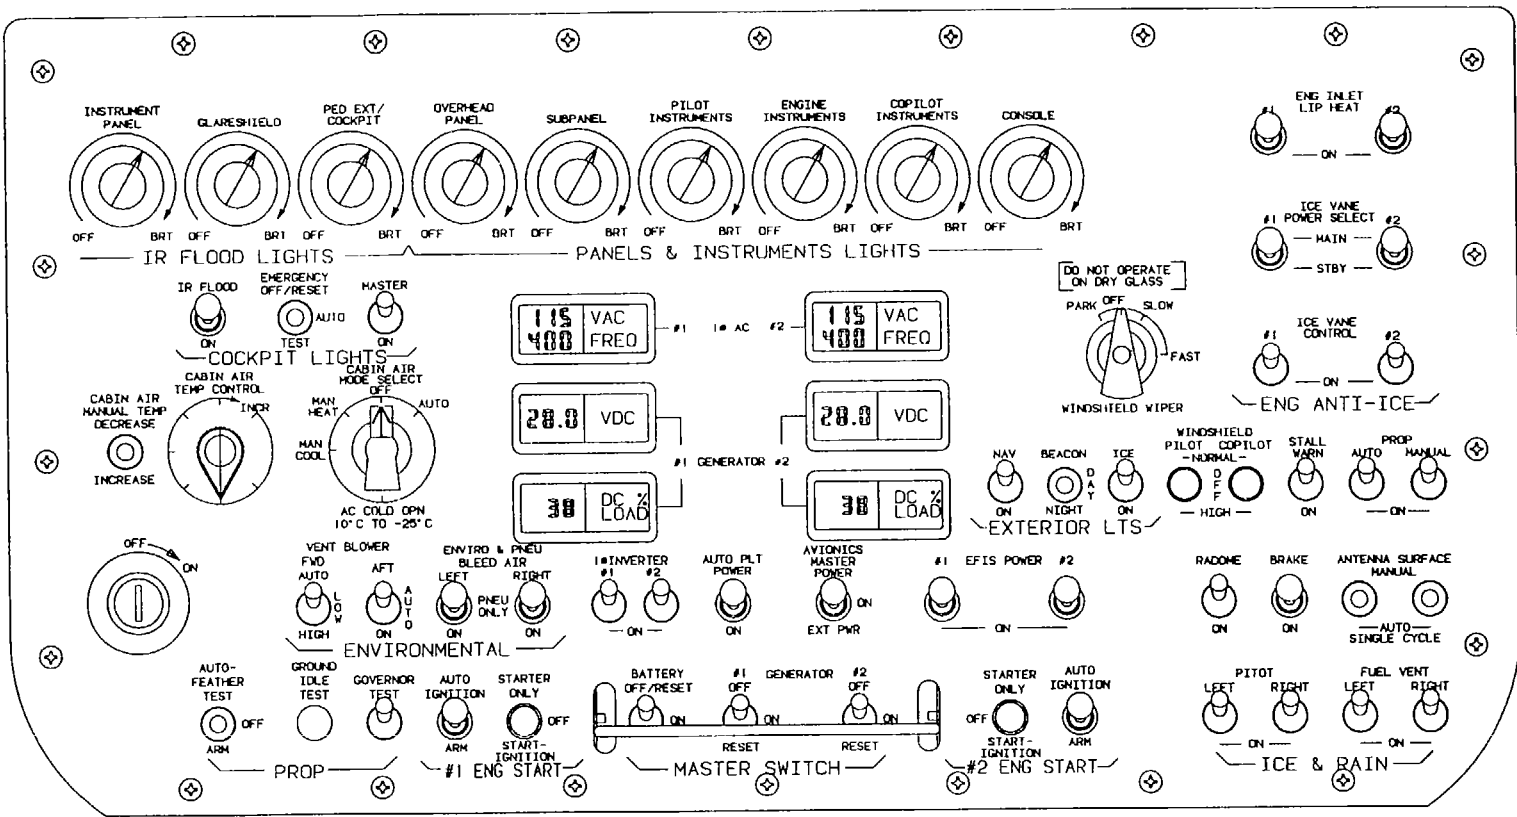 INSTRUMENT
PANEL
OFF BRT
GLARESHIELD
OFF BRT
PED EXT/
COCKPIT
OFF BRT
OVERHEAD
PANEL
OFF BRT
SUBPANEL
OFF BRT
PILOT
INSTRUMENTS
OFF BRT
ENGINE
INSTRUMENTS
OFF BRT
COPILOT
INSTRUMENTS
OFF BRT
CONSOLE
OFF BRT
IR FLOOD LIGHTS
PANELS & INSTRUMENTS LIGHTS
ENG INLET
LIP HEAT
#1 #2
ON
ICE VANE
POWER SELECT
#1 #2
MAIN
STBY
ICE VANE
CONTROL
#1 #2
ON
ENG ANTI-ICE
IR FLOOD
ON
EMERGENCY
OFF/RESET
AUTO
TEST
MASTER
ON
COCKPIT LIGHTS
115 VAC
400 FREQ
#1 1ø AC #2
115 VAC
400 FREQ
28.0 VDC
28.0 VDC
#1 GENERATOR #2
38 DC %
LOAD
38 DC %
LOAD
DO NOT OPERATE
ON DRY GLASS
PARK OFF SLOW
FAST
WINDSHIELD WIPER
CABIN AIR
MANUAL TEMP
DECREASE
INCREASE
CABIN AIR
TEMP CONTROL
INCR
CABIN AIR
MODE SELECT
OFF
MAN
HEAT
AUTO
MAN
COOL
AC COLD OPN
10°C TO -25°C
NAV
ON
BEACON
DAY
NIGHT
ICE
ON
EXTERIOR LTS
WINDSHIELD
PILOT COPILOT
NORMAL
OFF
HIGH
STALL
WARN
ON
PROP
AUTO MANUAL
ON
OFF
ON
VENT BLOWER
FWD
AUTO
LOW
HIGH
AFT
AUTO
ON
ENVIRO & PNEU
BLEED AIR
LEFT RIGHT
PNEU
ONLY
ON ON
ENVIRONMENTAL
1øINVERTER
#1 #2
ON
AUTO PLT
POWER
ON
AVIONICS
MASTER
POWER
ON
EXT PWR
#1 EFIS POWER #2
ON
RADOME
ON
BRAKE
ON
ANTENNA SURFACE
MANUAL
AUTO
SINGLE CYCLE
AUTO-
FEATHER
TEST
OFF
ARM
GROUND
IDLE
TEST
GOVERNOR
TEST
PROP
AUTO
IGNITION
ARM
STARTER
ONLY
OFF
START-
IGNITION
#1 ENG START
BATTERY
OFF/RESET
ON
#1 GENERATOR #2
OFF OFF
ON ON
RESET RESET
MASTER SWITCH
STARTER
ONLY
OFF
START-
IGNITION
AUTO
IGNITION
ARM
#2 ENG START
PITOT
LEFT RIGHT
ON
FUEL VENT
LEFT RIGHT
ON
ICE & RAIN